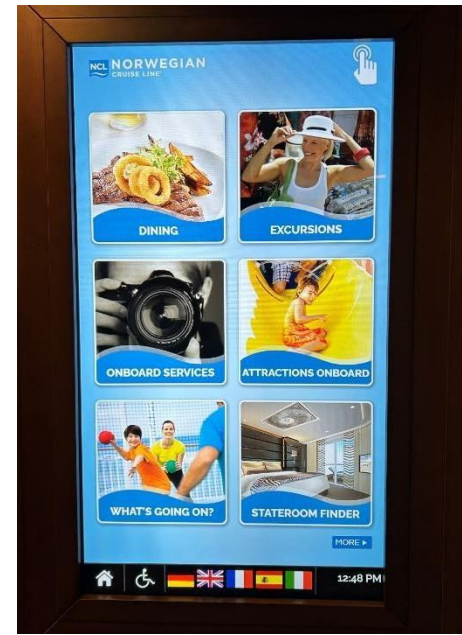 NCL NORWEGIAN
CRUISE LINE®
DINING
EXCURSIONS
ONBOARD SERVICES
ATTRACTIONS ONBOARD
WHAT'S GOING ON?
STATEROOM FINDER
MORE
12:48 PM